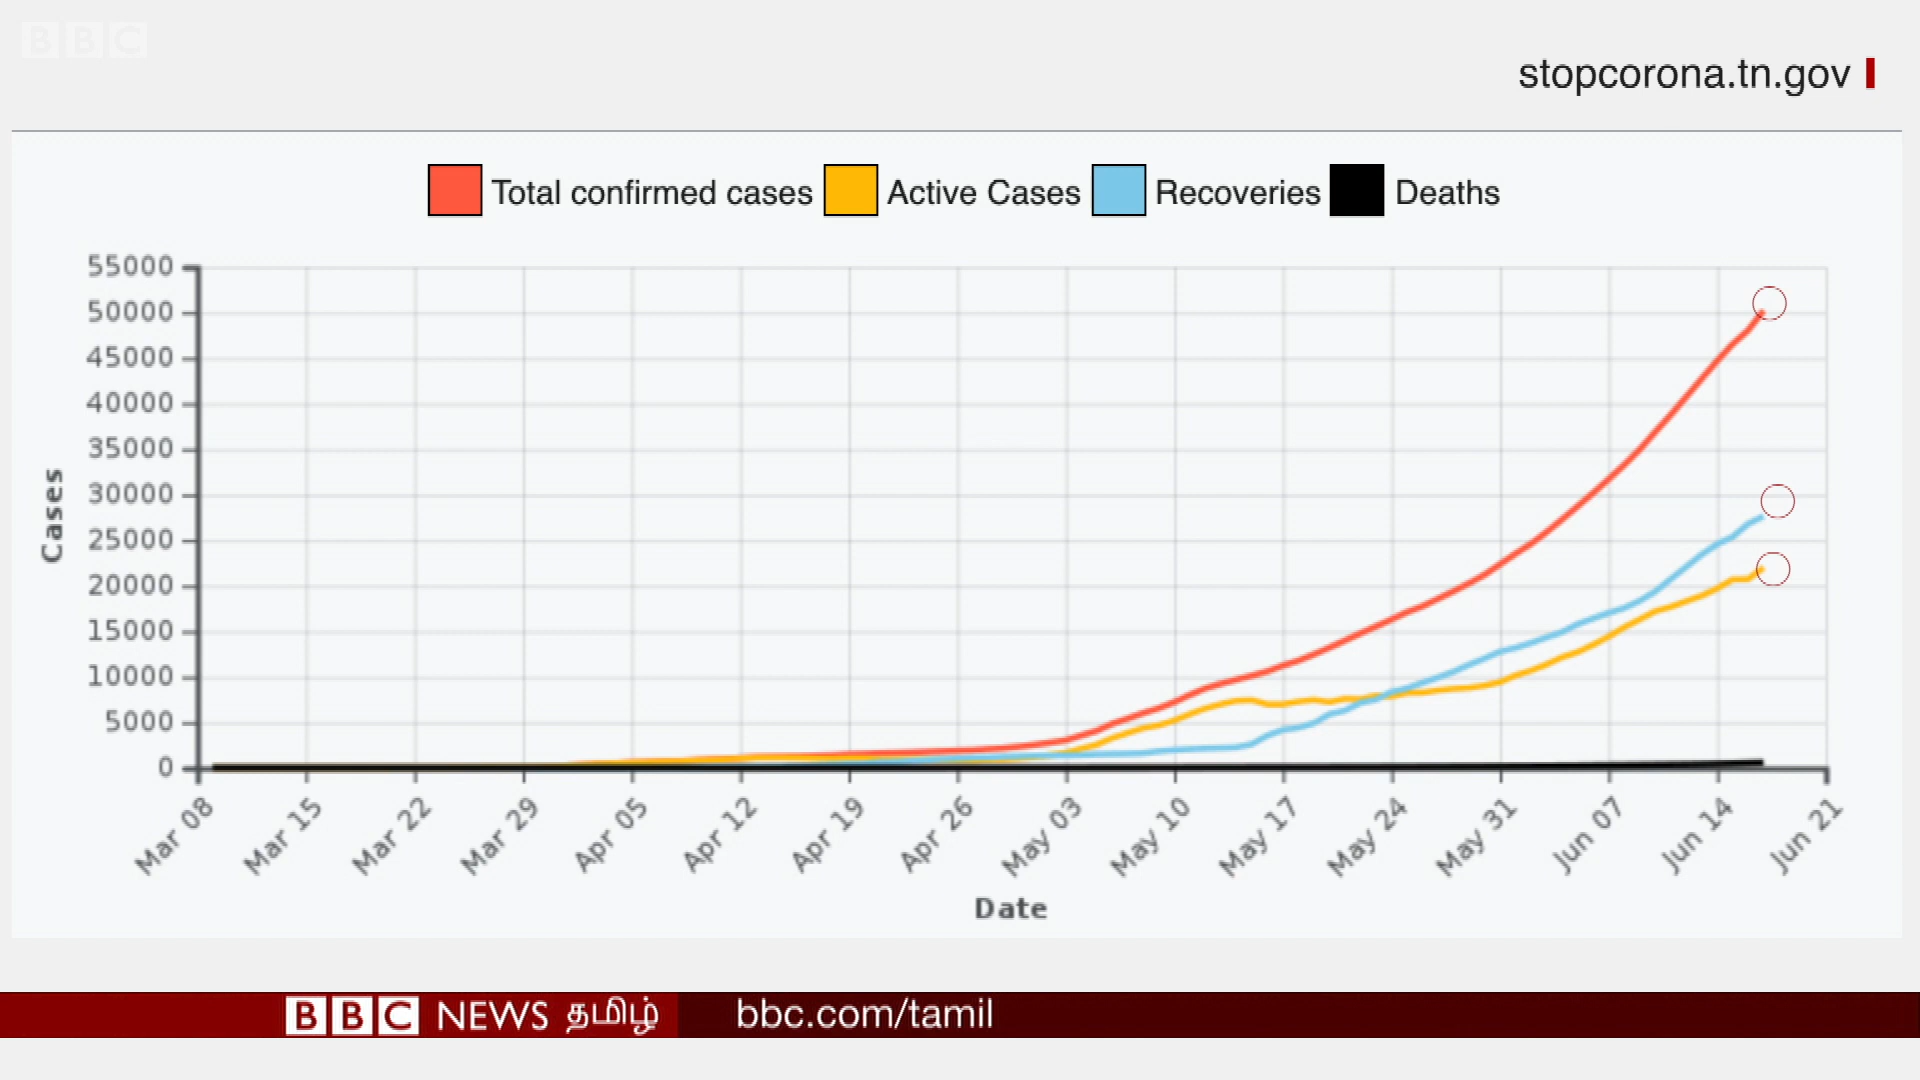 BBC
stopcorona.tn.gov
Total confirmed cases Active Cases Recoveries Deaths
55000
50000
45000
40000
35000
30000
25000
20000
15000
10000
5000
0
Cases
Mar 08 Mar 15 Mar 22 Mar 29 Apr 05 Apr 12 Apr 19 Apr 26 May 03 May 10 May 17 May 24 May 31 Jun 07 Jun 14 Jun 21
Date
BBC NEWS தமிழ் bbc.com/tamil